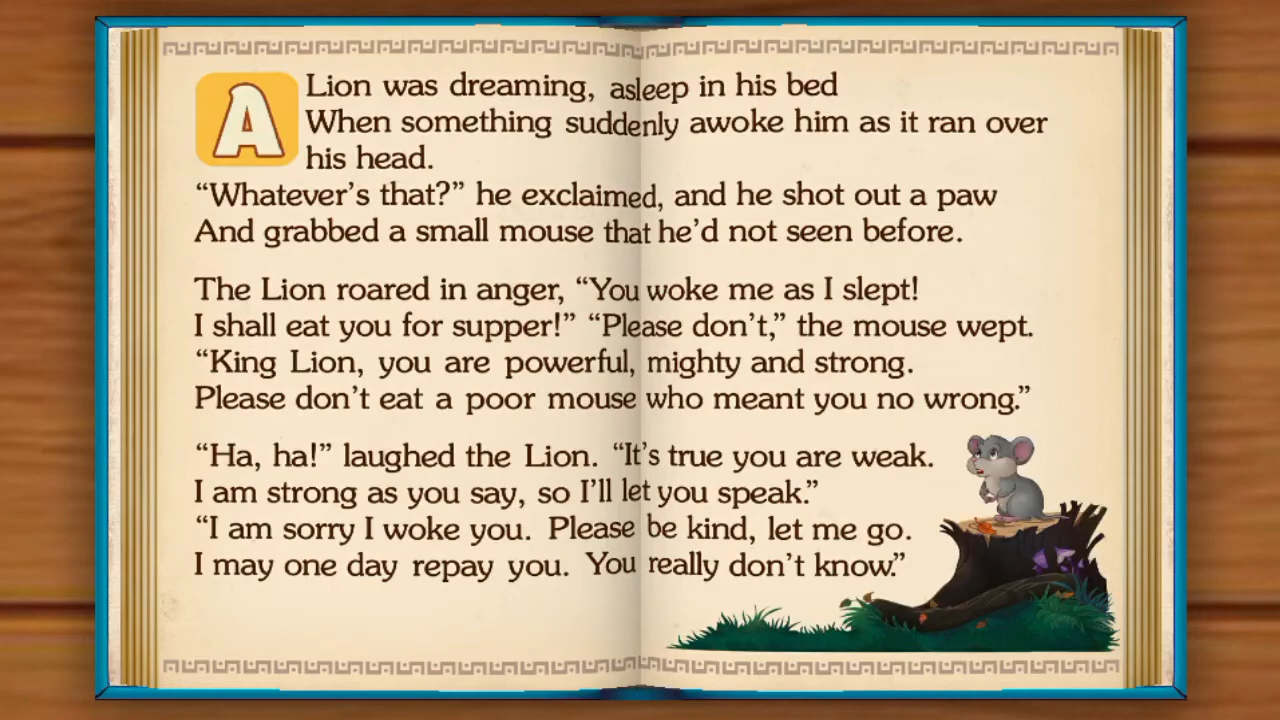 A Lion was dreaming, asleep in his bed
When something suddenly awoke him as it ran over
his head.
“Whatever’s that?” he exclaimed, and he shot out a paw
And grabbed a small mouse that he’d not seen before.
The Lion roared in anger, “You woke me as I slept!
I shall eat you for supper!” “Please don’t,” the mouse wept.
“King Lion, you are powerful, mighty and strong.
Please don’t eat a poor mouse who meant you no wrong.”
“Ha, ha!” laughed the Lion. “It’s true you are weak.
I am strong as you say, so I’ll let you speak.”
“I am sorry I woke you. Please be kind, let me go.
I may one day repay you. You really don’t know.”